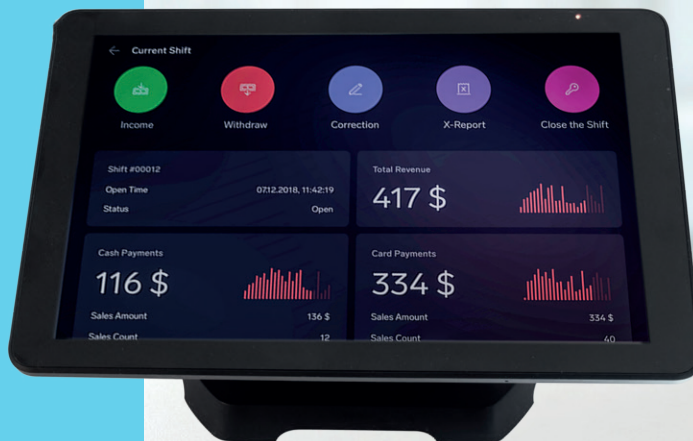 Current Shift
Income Withdraw Correction X-Report Close the Shift
Shift #00012
Open Time 07.12.2018, 11:42:19
Status Open
Total Revenue
417 $
Cash Payments
116 $
Sales Amount 136 $
Sales Count 12
Card Payments
334 $
Sales Amount 334 $
Sales Count 40